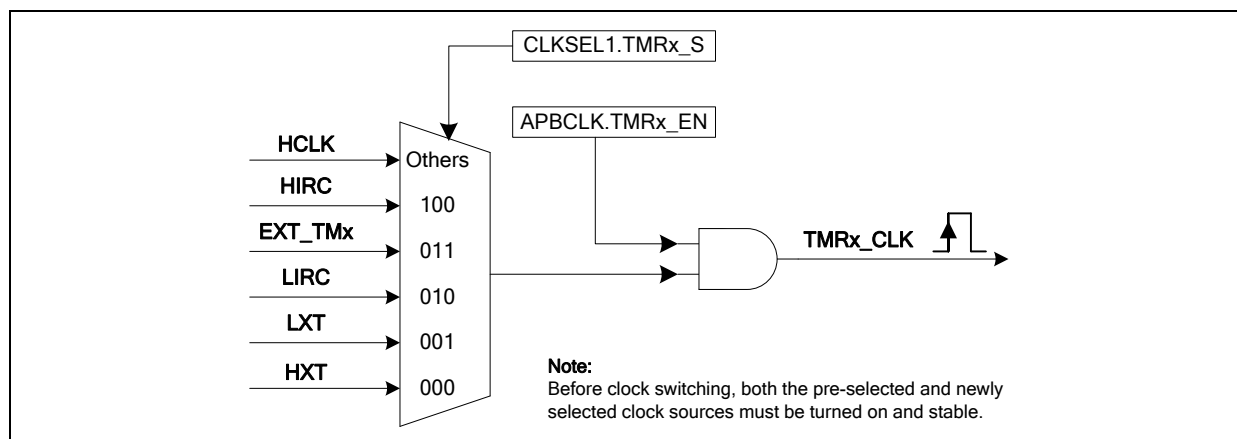 CLKSEL1.TMRx_S
APBCLK.TMRx_EN
HCLK
Others
HIRC
100
EXT_TMx
011
TMRx_CLK
LIRC
010
LXT
001
HXT
000
Note:
Before clock switching, both the pre-selected and newly
selected clock sources must be turned on and stable.